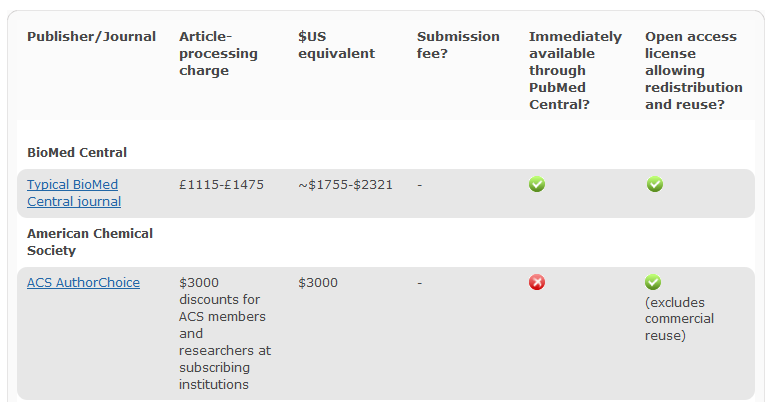 Publisher/Journal
Article-
processing
charge
$US
equivalent
Submission
fee?
Immediately
available
through
PubMed
Central?
Open access
license
allowing
redistribution
and reuse?
BioMed Central
Typical BioMed
Central journal
£1115-£1475
~$1755-$2321
-
American Chemical
Society
ACS AuthorChoice
$3000
discounts for
ACS members
and
researchers at
subscribing
institutions
$3000
-
(excludes
commercial
reuse)